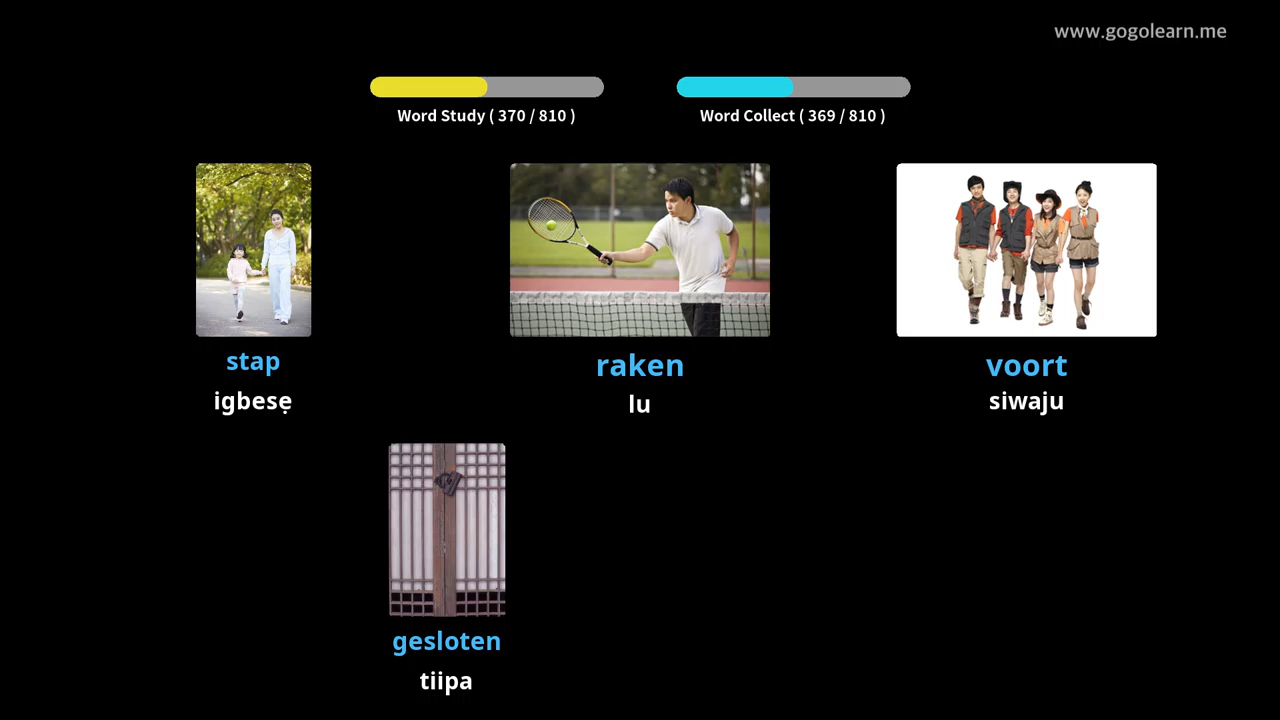 www.gogolearn.me
Word Study ( 370 / 810 )
Word Collect ( 369 / 810 )
stap
igbesẹ
raken
lu
voort
siwaju
gesloten
tiipa